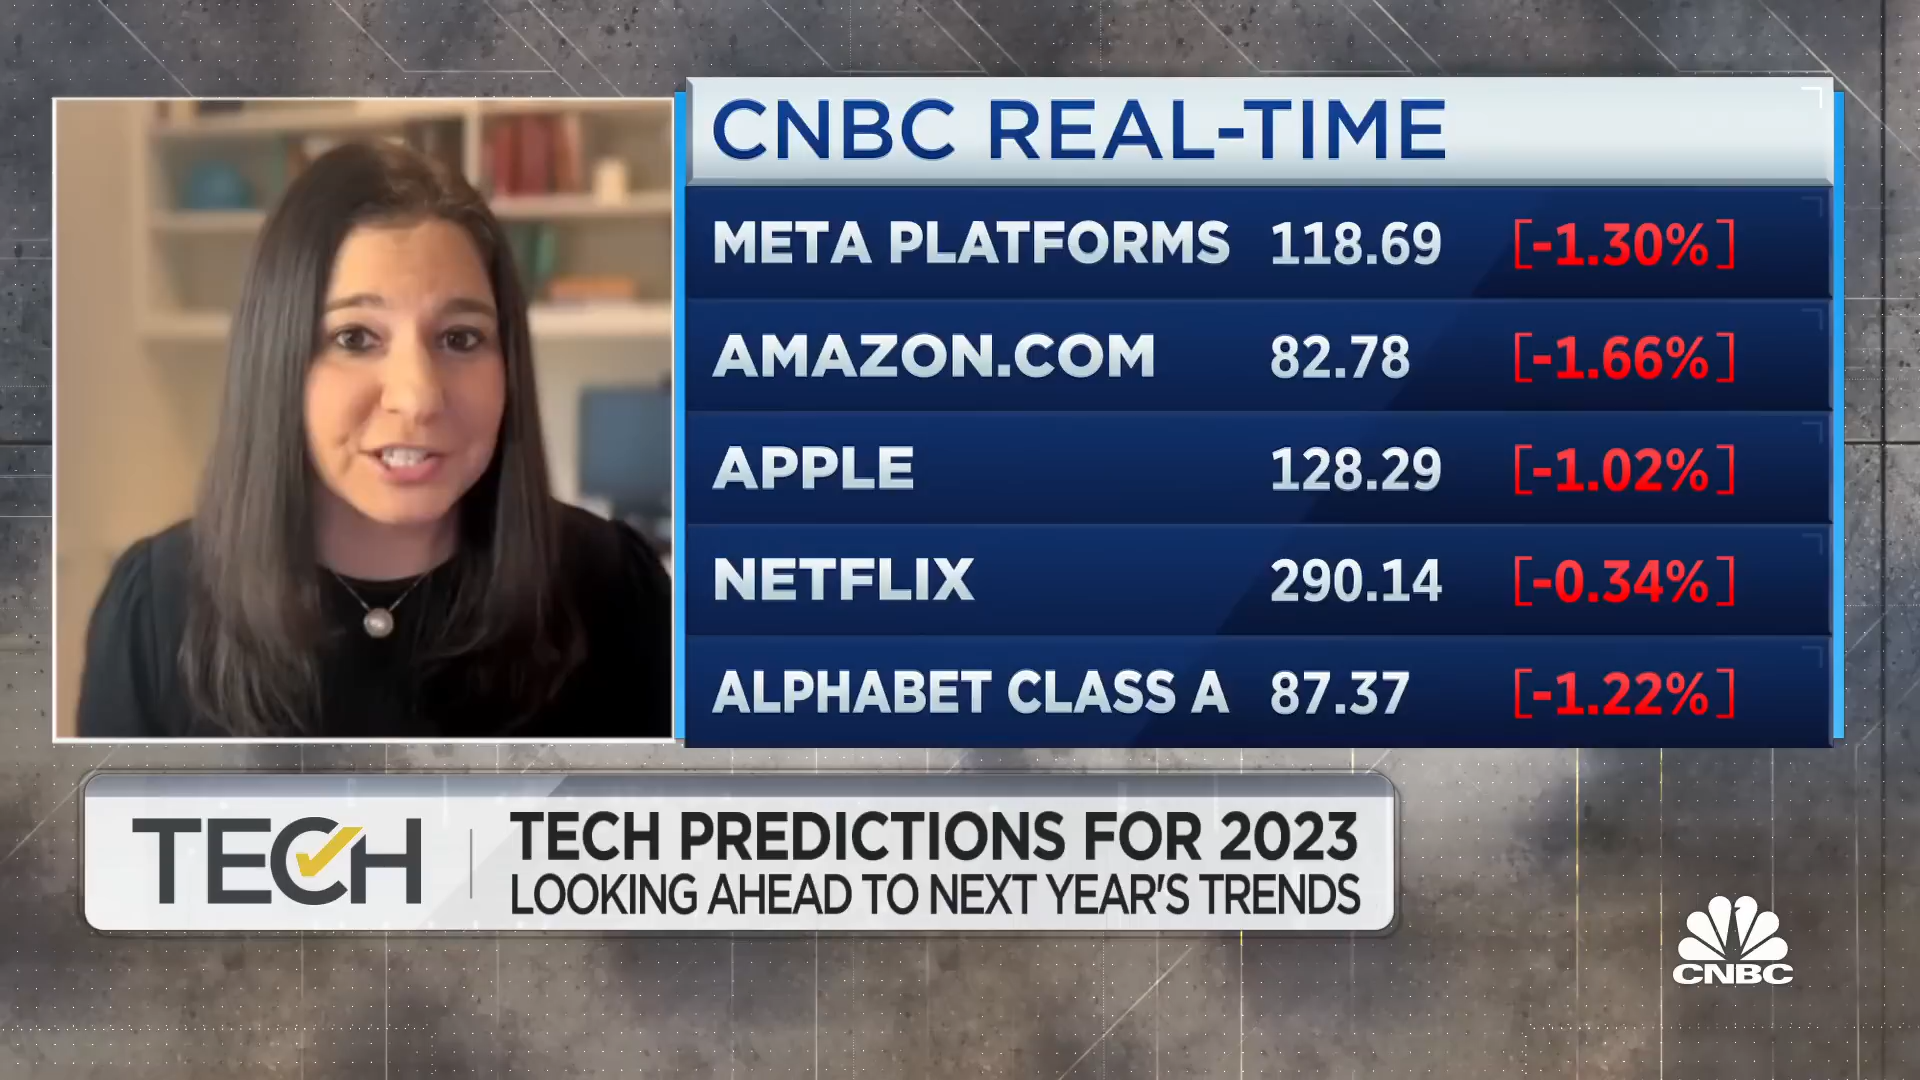 CNBC REAL-TIME
META PLATFORMS 118.69 [-1.30%]
AMAZON.COM 82.78 [-1.66%]
APPLE 128.29 [-1.02%]
NETFLIX 290.14 [-0.34%]
ALPHABET CLASS A 87.37 [-1.22%]
TECH
TECH PREDICTIONS FOR 2023
LOOKING AHEAD TO NEXT YEAR'S TRENDS
CNBC